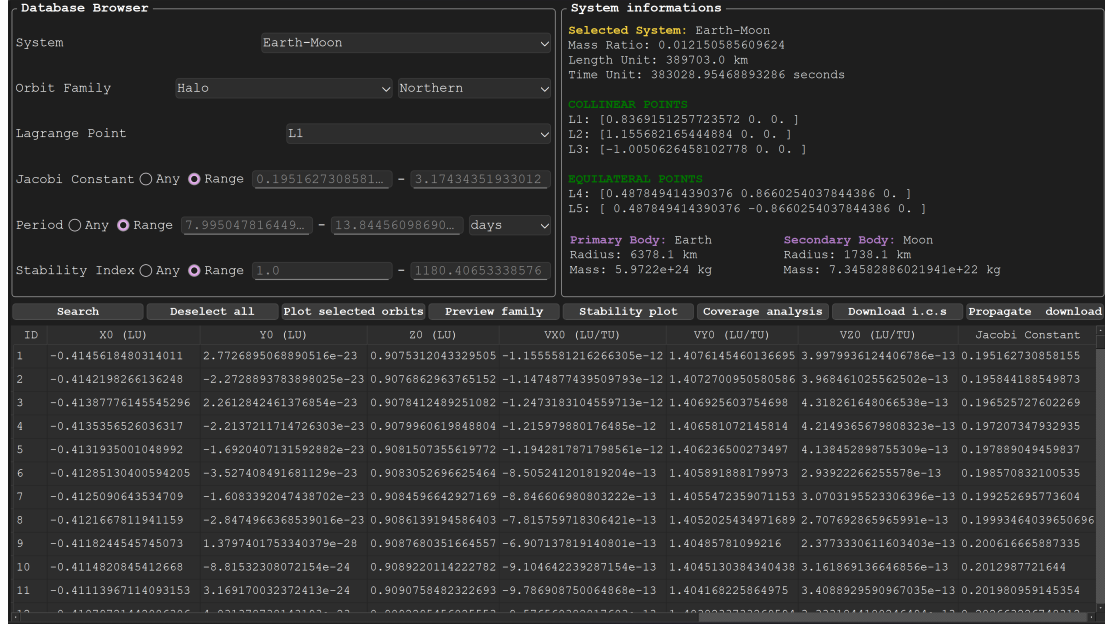 Database Browser
System Earth-Moon
Orbit Family Halo Northern
Lagrange Point L1
Jacobi Constant Any Range 0.1951627308581... - 3.17434351933012
Period Any Range 7.995047816449... - 13.84456098690... days
Stability Index Any Range 1.0 - 1180.40653338576
System informations
Selected System: Earth-Moon
Mass Ratio: 0.012150585609624
Length Unit: 389703.0 km
Time Unit: 383028.95468893286 seconds
COLLINEAR POINTS
L1: [0.8369151257723572 0. 0. ]
L2: [1.155682165444884 0. 0. ]
L3: [-1.0050626458102778 0. 0. ]
EQUILATERAL POINTS
L4: [0.487849414390376 0.8660254037844386 0. ]
L5: [ 0.487849414390376 -0.8660254037844386 0. ]
Primary Body: Earth Secondary Body: Moon
Radius: 6378.1 km Radius: 1738.1 km
Mass: 5.9722e+24 kg Mass: 7.34582886021941e+22 kg
Search Deselect all Plot selected orbits Preview family Stability plot Coverage analysis Download i.c.s Propagate download
ID X0 (LU) Y0 (LU) Z0 (LU) VX0 (LU/TU) VY0 (LU/TU) VZ0 (LU/TU) Jacobi Constant
1 -0.4145618480314011 2.7726895068890516e-23 0.9075312043329505 -1.1555581216266305e-12 1.4076145460136695 3.9979936124406786e-13 0.195162730858155
2 -0.4142198266136248 -2.2728893783898025e-23 0.9076862963765152 -1.1474877439509793e-12 1.4072700950580586 3.968461025562502e-13 0.195844188549873
3 -0.41387776145545296 2.2612842461376854e-23 0.9078412489251082 -1.2473183104559713e-12 1.406925603754698 4.318261648066538e-13 0.196525727602269
4 -0.4135356526036317 -2.2137211714726303e-23 0.9079960619848804 -1.215979880176485e-12 1.406581072145814 4.2149365679808323e-13 0.197207347932935
5 -0.4131935001048992 -1.6920407131592882e-23 0.9081507355619772 -1.1942817871798561e-12 1.406236500273497 4.138452898755309e-13 0.197889049459837
6 -0.41285130400594205 -3.527408491681129e-23 0.9083052696625464 -8.505241201819204e-13 1.405891888179973 2.93922266255578e-13 0.198570832100535
7 -0.41250906435347​09 -1.6083392047438702e-23 0.9084596642927169 -8.846606980803222e-13 1.4055472359071153 3.0703195523306396e-13 0.199252695773604
8 -0.4121667811941159 -2.8474966368539016e-23 0.9086139194586403 -7.815759718306421e-13 1.4052025434971689 2.707692865965991e-13 0.19993464039650696
9 -0.4118244545745073 1.3797401753340379e-28 0.9087680351664557 -6.907137819140801e-13 1.40485781099216 2.3773330611603403e-13 0.200616665887335
10 -0.4114820845412668 -8.81532308072154e-24 0.9089220114222782 -9.104642239287154e-13 1.4045130384340438 3.161869136646856e-13 0.2012987721644
11 -0.41113967114093153 3.169170032372413e-24 0.9090758482322693 -9.786908750064868e-13 1.404168225864975 3.4088929590967035e-13 0.201980959145354